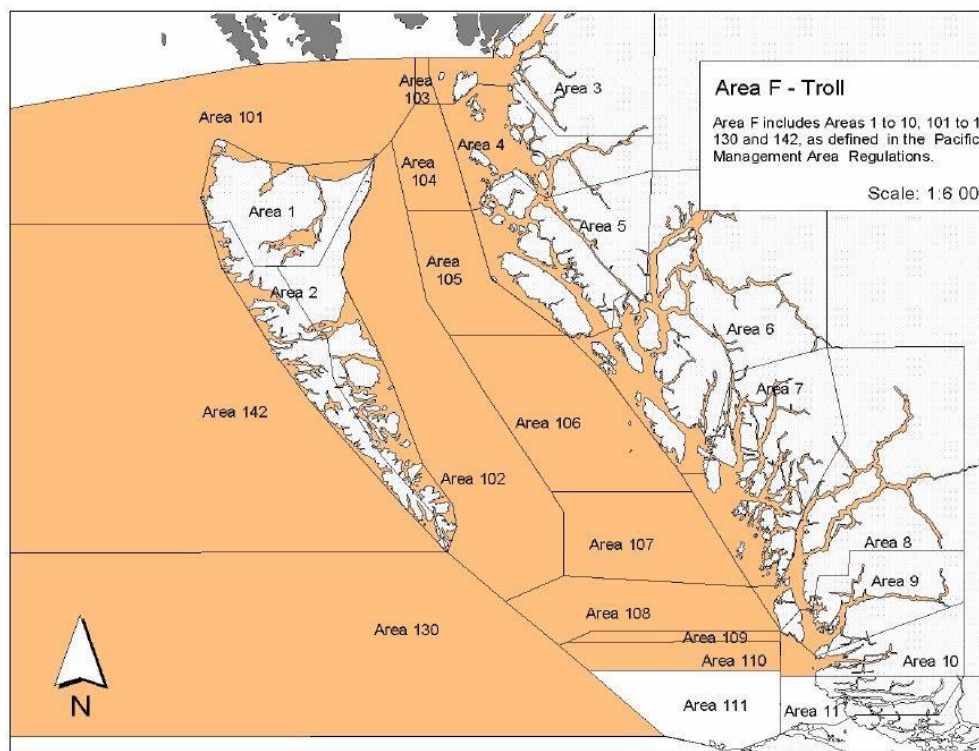 Area 103
Area 3
Area F - Troll
Area F includes Areas 1 to 10, 101 to 1
130 and 142, as defined in the Pacific
Management Area Regulations.
Scale: 1:6 00
Area 101
Area 4
Area 104
Area 1
Area 5
Area 105
Area 2
Area 6
Area 7
Area 142
Area 106
Area 102
Area 107
Area 8
Area 9
Area 108
Area 130
Area 109
Area 110
Area 10
Area 111
Area 11
N